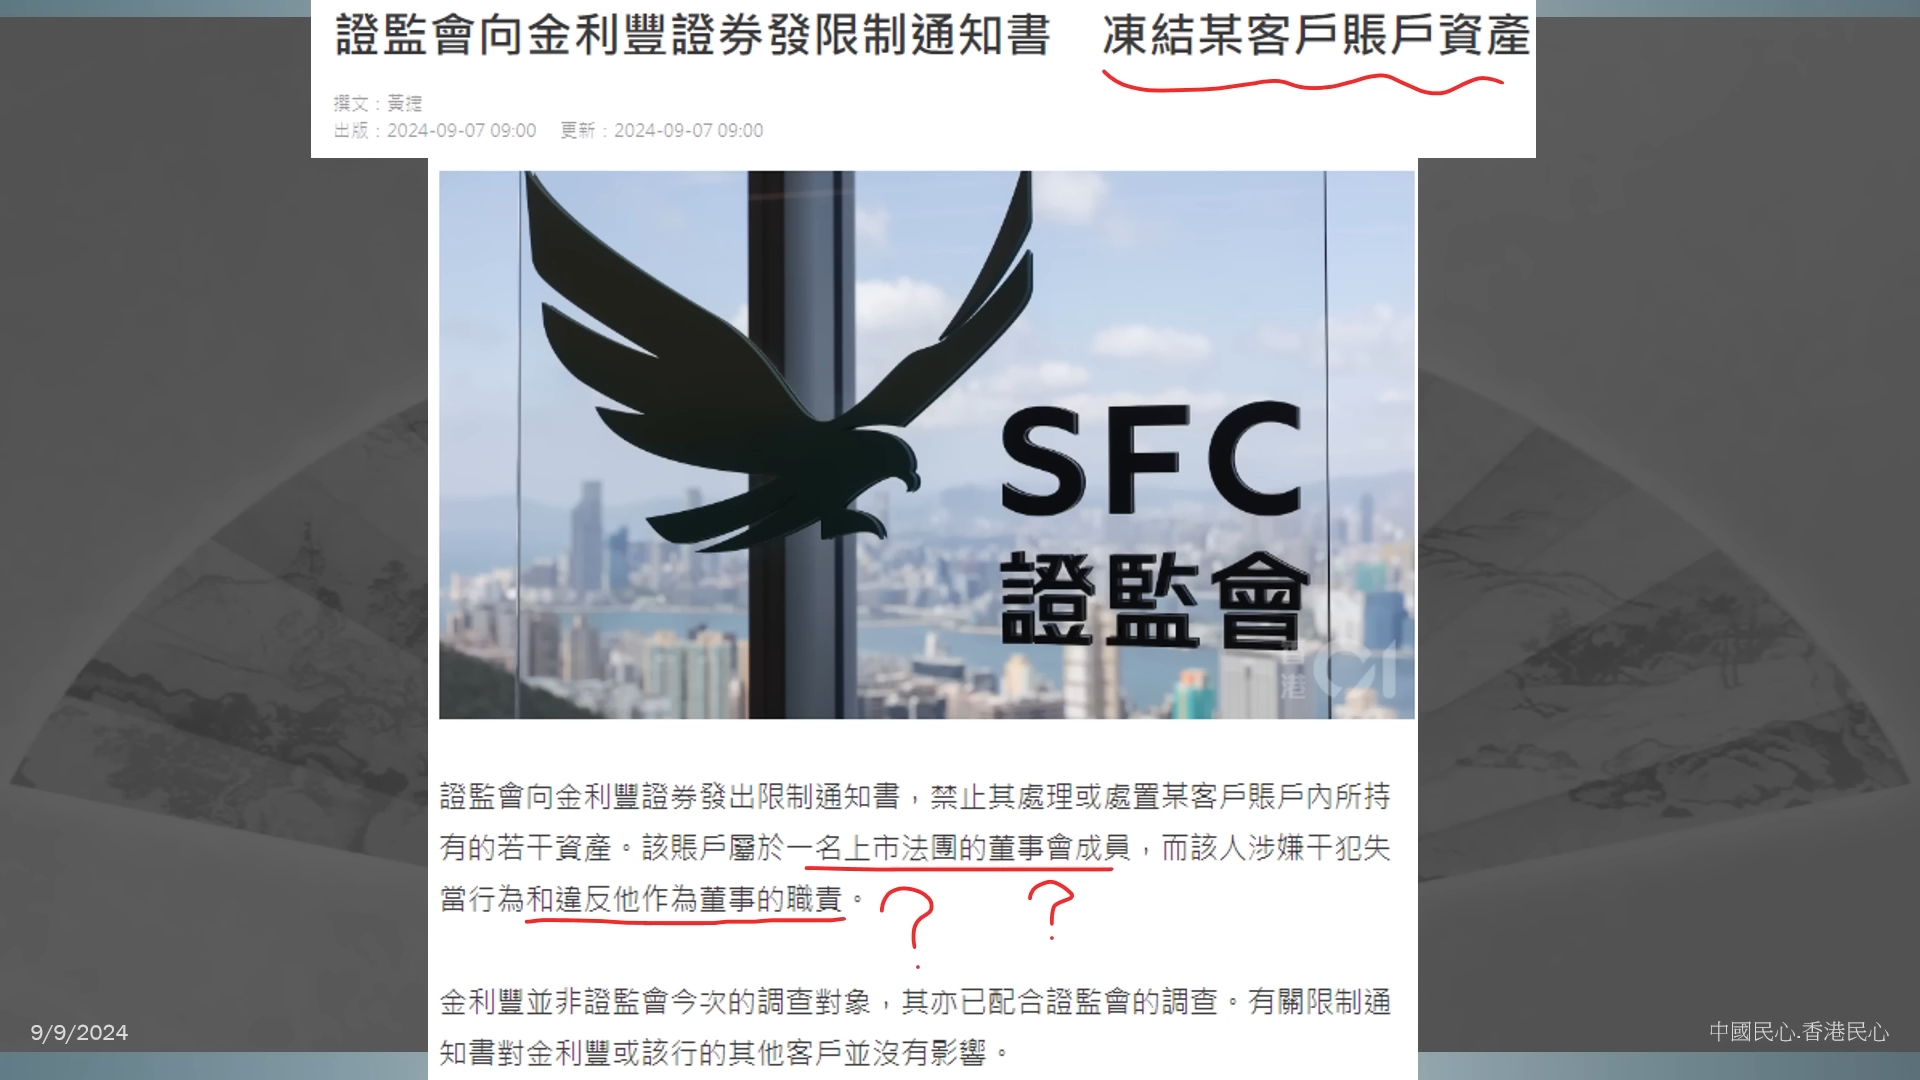 證監會向金利豐證券發限制通知書　凍結某客戶賬戶資產
撰文：黃捷
出版：2024-09-07 09:00　更新：2024-09-07 09:00
SFC
證監會
香港01
證監會向金利豐證券發出限制通知書，禁止其處理或處置某客戶賬戶內所持
有的若干資產。該賬戶屬於一名上市法團的董事會成員，而該人涉嫌干犯失
當行為和違反他作為董事的職責。
? ?
金利豐並非證監會今次的調查對象，其亦已配合證監會的調查。有關限制通
知書對金利豐或該行的其他客戶並沒有影響。
9/9/2024
中國民心.香港民心